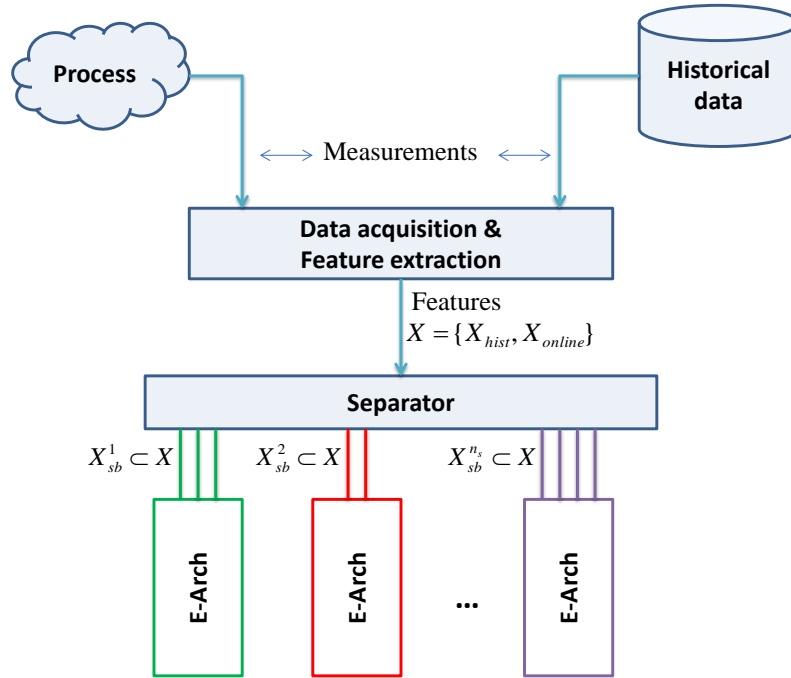 Process
Historical
data
Measurements
Data acquisition &
Feature extraction
Features
X = {X_hist, X_online}
Separator
X_sb^1 ⊂ X
X_sb^2 ⊂ X
X_sb^{n_s} ⊂ X
E-Arch
E-Arch
...
E-Arch